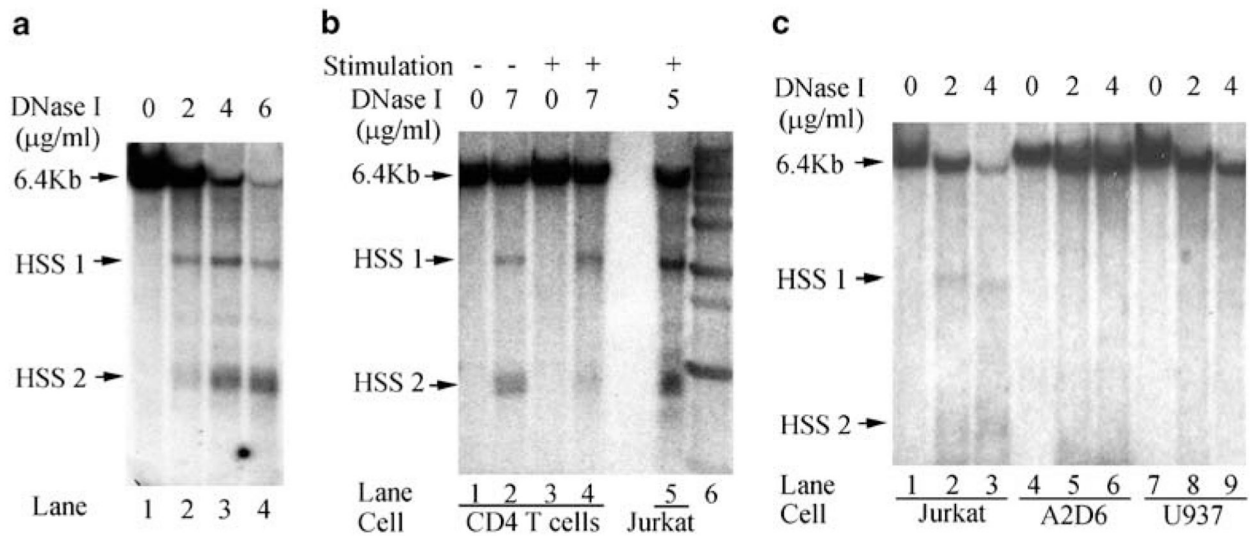 a
DNase I 0 2 4 6
(μg/ml)
6.4Kb
HSS 1
HSS 2
Lane 1 2 3 4
b
Stimulation - - + + +
DNase I 0 7 0 7 5
(μg/ml)
6.4Kb
HSS 1
HSS 2
Lane 1 2 3 4 5 6
Cell CD4 T cells Jurkat
c
DNase I 0 2 4 0 2 4 0 2 4
(μg/ml)
6.4Kb
HSS 1
HSS 2
Lane 1 2 3 4 5 6 7 8 9
Cell Jurkat A2D6 U937